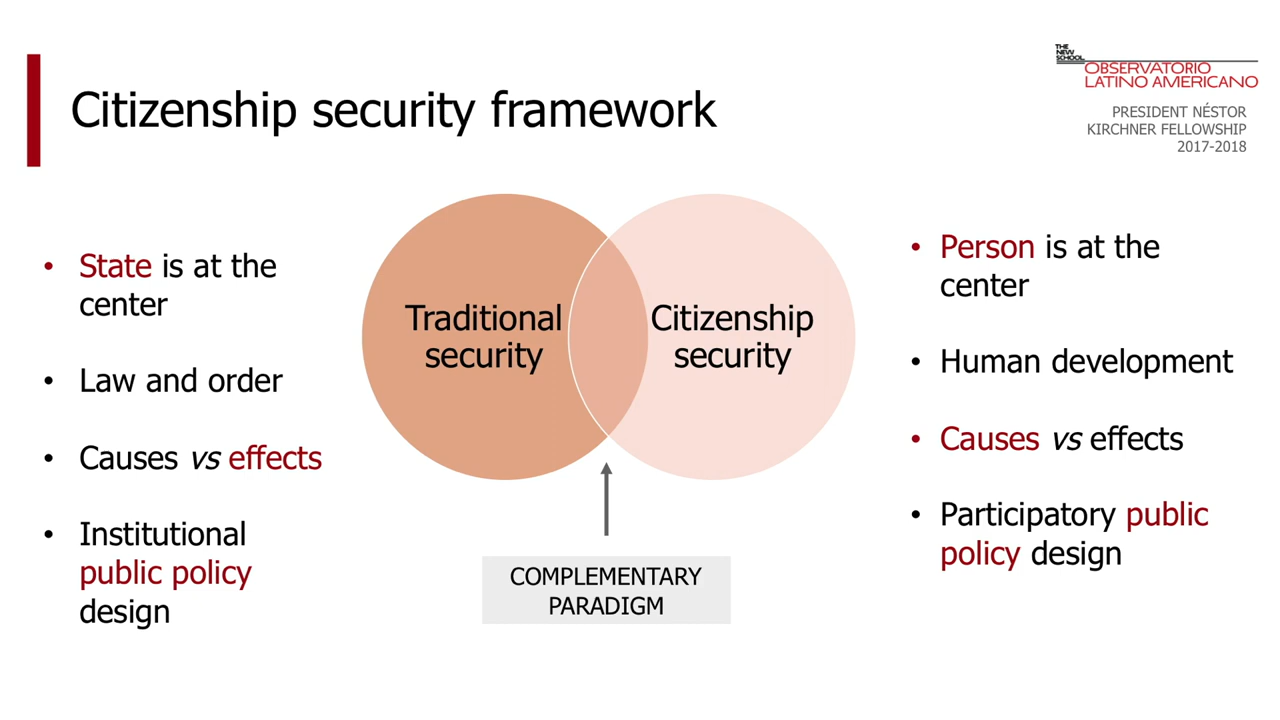 THE
NEW
SCHOOL
OBSERVATORIO
LATINO AMERICANO
PRESIDENT NÉSTOR
KIRCHNER FELLOWSHIP
2017-2018
Citizenship security framework
• State is at the
center
• Law and order
• Causes vs effects
• Institutional
public policy
design
Traditional
security
Citizenship
security
COMPLEMENTARY
PARADIGM
• Person is at the
center
• Human development
• Causes vs effects
• Participatory public
policy design